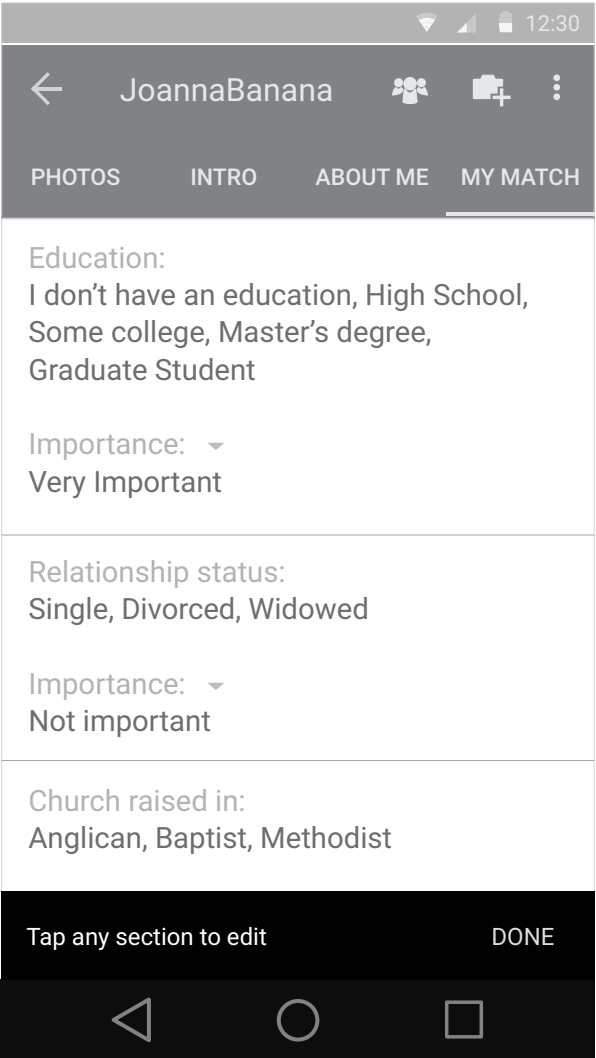 12:30
JoannaBanana
PHOTOS INTRO ABOUT ME MY MATCH
Education:
I don’t have an education, High School,
Some college, Master’s degree,
Graduate Student
Importance:
Very Important
Relationship status:
Single, Divorced, Widowed
Importance:
Not important
Church raised in:
Anglican, Baptist, Methodist
Tap any section to edit DONE